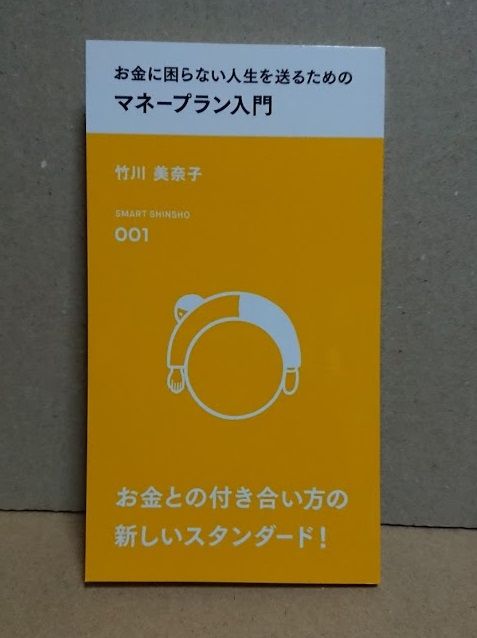 お金に困らない人生を送るための
マネープラン入門
竹川 美奈子
SMART SHINSHO
001
お金との付き合い方の
新しいスタンダード!